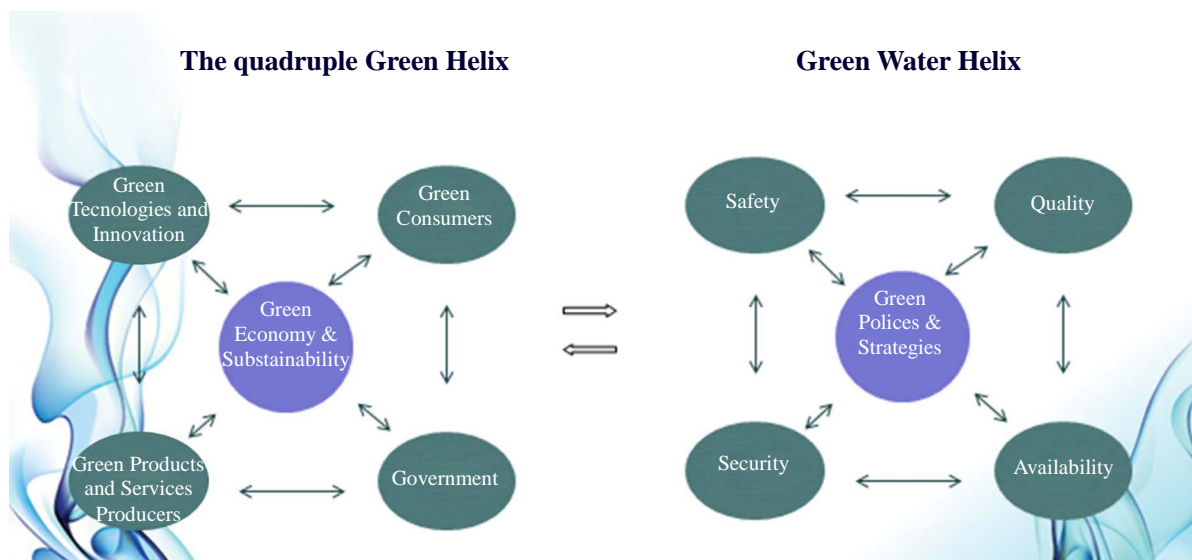 The quadruple Green Helix
Green
Tecnologies and
Innovation
Green
Consumers
Green
Economy &
Substainability
Green Products
and Services
Producers
Government
Green Water Helix
Safety
Quality
Green
Polices &
Strategies
Security
Availability